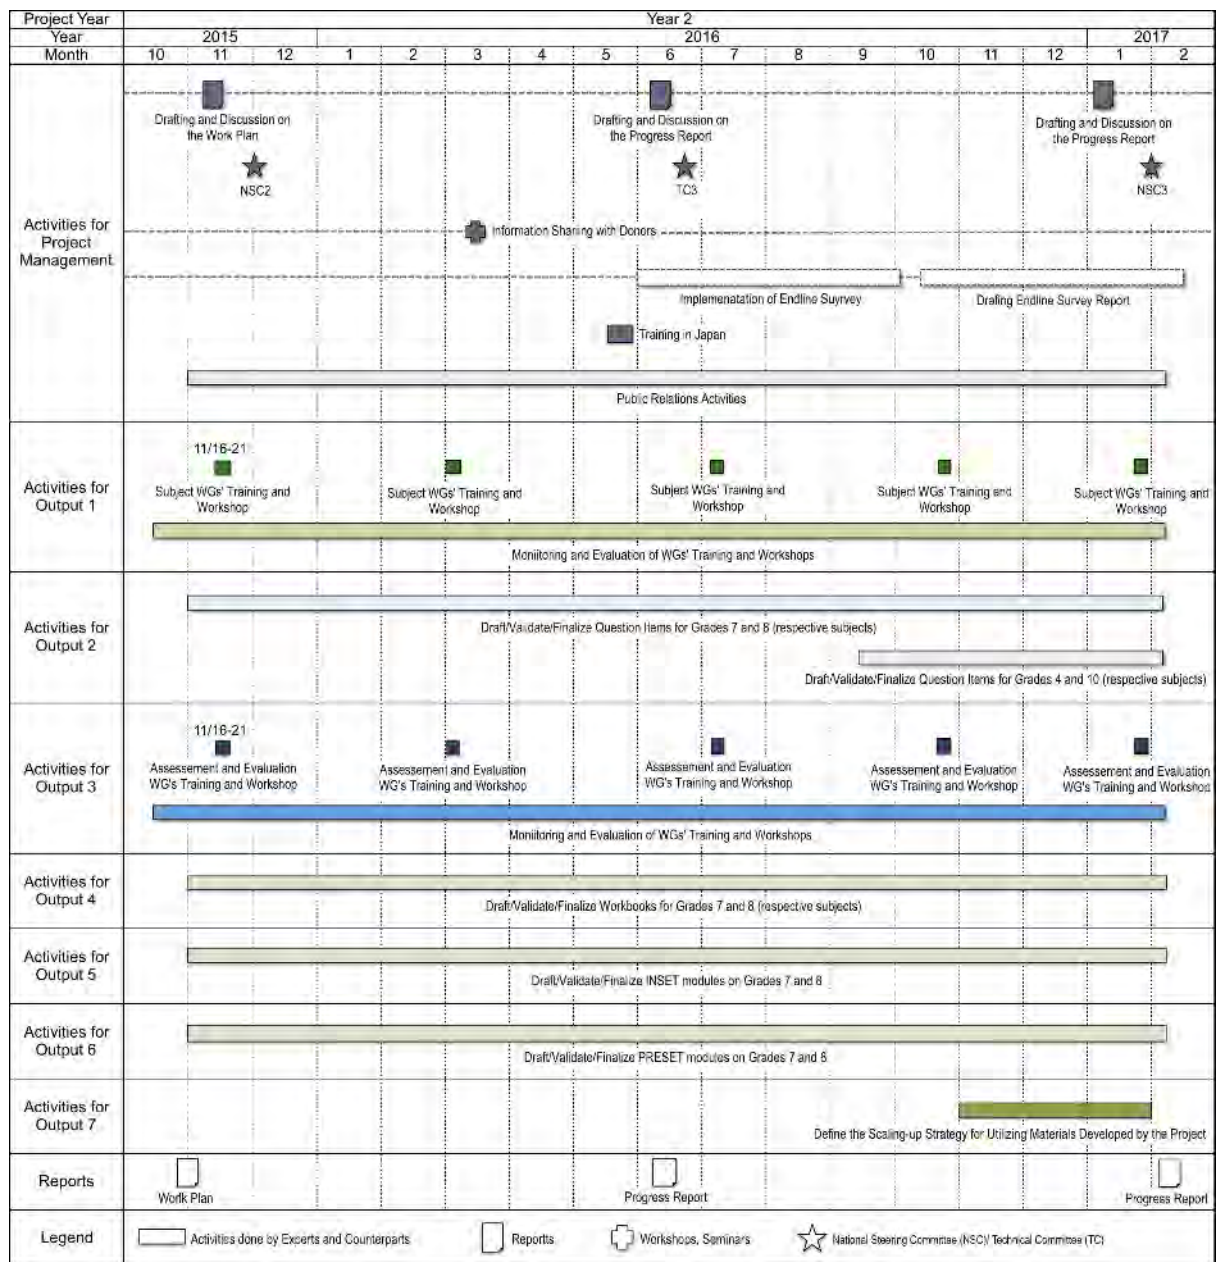 Project Year
Year 2
Year
2015
2016
2017
Month
10 11 12 1 2 3 4 5 6 7 8 9 10 11 12 1 2
Activities for
Project
Management
Drafting and Discussion on
the Work Plan
Drafting and Discussion on
the Progress Report
Drafting and Discussion on
the Progress Report
NSC2
TC3
NSC3
Information Sharing with Donors
Implemenatation of Endline Suyrvey
Drafing Endline Survey Report
Training in Japan
Public Relations Activities
Activities for
Output 1
11/16-21
Subject WGs' Training and
Workshop
Subject WGs' Training and
Workshop
Subject WGs' Training and
Workshop
Subject WGs' Training and
Workshop
Subject WGs' Training and
Workshop
Moniitoring and Evaluation of WGs' Training and Workshops
Activities for
Output 2
Draft/Validate/Finalize Question Items for Grades 7 and 8 (respective subjects)
Draft/Validate/Finalize Question Items for Grades 4 and 10 (respective subjects)
Activities for
Output 3
11/16-21
Assessement and Evaluation
WG's Training and Workshop
Assessement and Evaluation
WG's Training and Workshop
Assessement and Evaluation
WG's Training and Workshop
Assessement and Evaluation
WG's Training and Workshop
Assessement and Evaluation
WG's Training and Workshop
Moniitoring and Evaluation of WGs' Training and Workshops
Activities for
Output 4
Draft/Validate/Finalize Workbooks for Grades 7 and 8 (respective subjects)
Activities for
Output 5
Draft/Validate/Finalize INSET modules on Grades 7 and 8
Activities for
Output 6
Draft/Validate/Finalize PRESET modules on Grades 7 and 8
Activities for
Output 7
Define the Scaling-up Strategy for Utilizing Materials Developed by the Project
Reports
Worlk Plan
Progress Report
Progress Report
Legend
Activities done by Experts and Counterparts
Reportts
Workshops, Seminars
National Steering Committee (NSC)/ Technical Committee (TC)